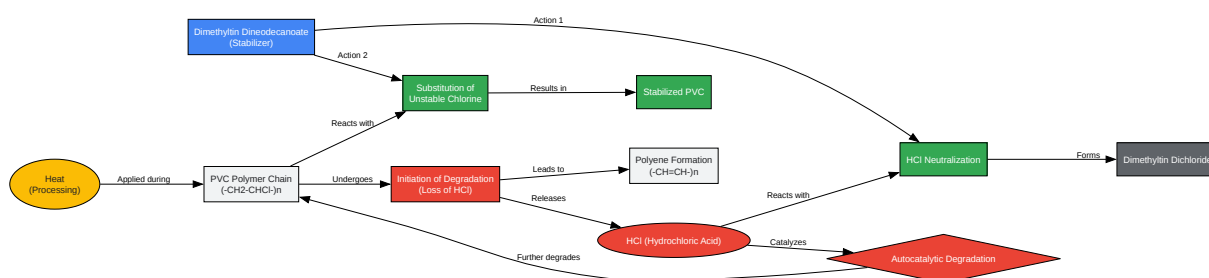 Action 1
Dimethyltin Dineodecanoate
(Stabilizer)
Action 2
Substitution of
Unstable Chlorine
Results in
Stabilized PVC
Reacts with
Heat
(Processing)
Applied during
PVC Polymer Chain
(-CH2-CHCl-)n
Undergoes
Initiation of Degradation
(Loss of HCl)
Leads to
Polyene Formation
(-CH=CH-)n
Releases
HCl (Hydrochloric Acid)
Reacts with
HCl Neutralization
Forms
Dimethyltin Dichloride
Catalyzes
Autocatalytic Degradation
Further degrades